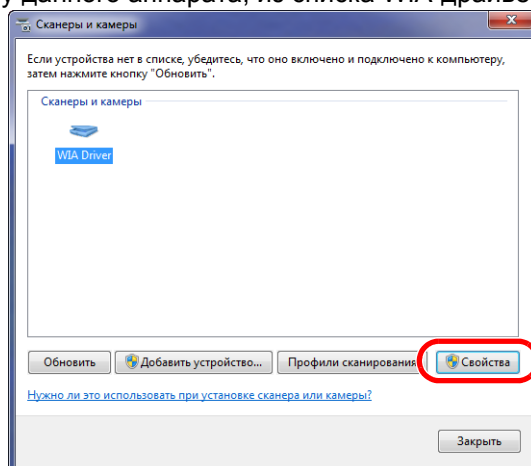 у данного аппарата, из списка WIA драйве
Сканеры и камеры
Если устройства нет в списке, убедитесь, что оно включено и подключено к компьютеру,
затем нажмите кнопку "Обновить".
Сканеры и камеры
WIA Driver
Обновить Добавить устройство... Профили сканирования Свойства
Нужно ли это использовать при установке сканера или камеры?
Закрыть